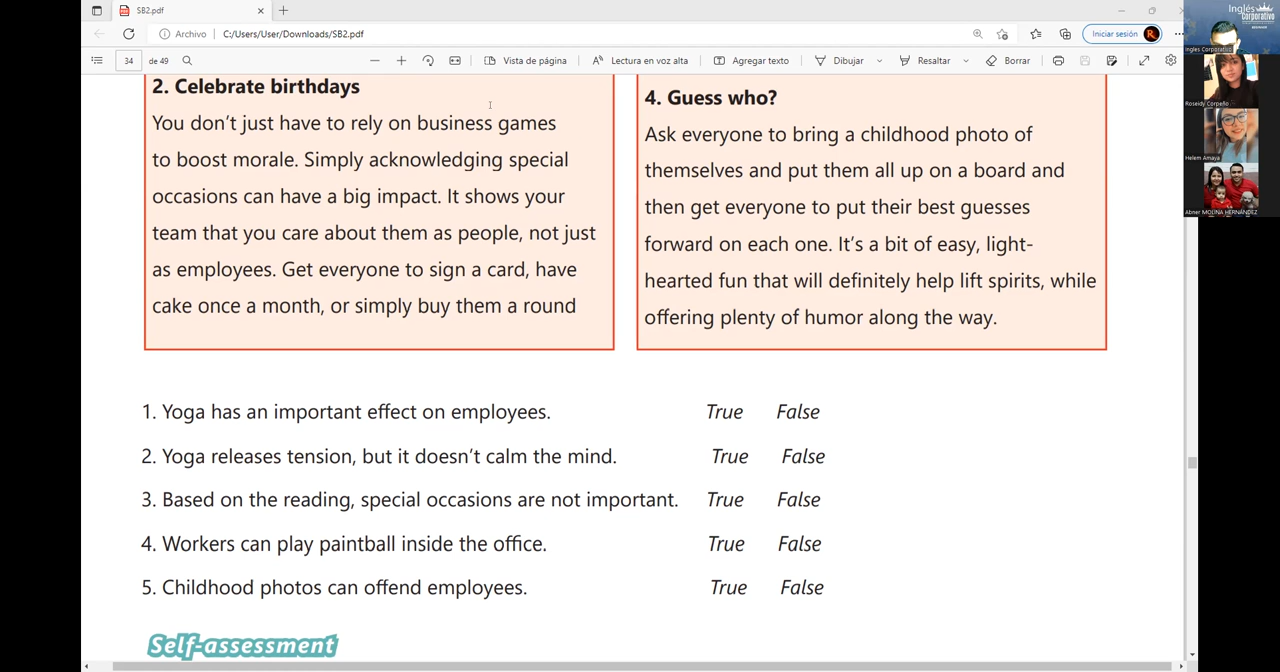 SB2.pdf
Archivo
C:/Users/User/Downloads/SB2.pdf
Iniciar sesión
R
34
de 49
Vista de página
Lectura en voz alta
Agregar texto
Dibujar
Resaltar
Borrar
2. Celebrate birthdays
You don't just have to rely on business games
to boost morale. Simply acknowledging special
occasions can have a big impact. It shows your
team that you care about them as people, not just
as employees. Get everyone to sign a card, have
cake once a month, or simply buy them a round
4. Guess who?
Ask everyone to bring a childhood photo of
themselves and put them all up on a board and
then get everyone to put their best guesses
forward on each one. It's a bit of easy, light-
hearted fun that will definitely help lift spirits, while
offering plenty of humor along the way.
1. Yoga has an important effect on employees. True False
2. Yoga releases tension, but it doesn't calm the mind. True False
3. Based on the reading, special occasions are not important. True False
4. Workers can play paintball inside the office. True False
5. Childhood photos can offend employees. True False
Self-assessment
Inglés
Corporativo
Ingles Corporativo
Roseidy Corpeño
Helem Amaya
Abner MOLINA HERNÁNDEZ